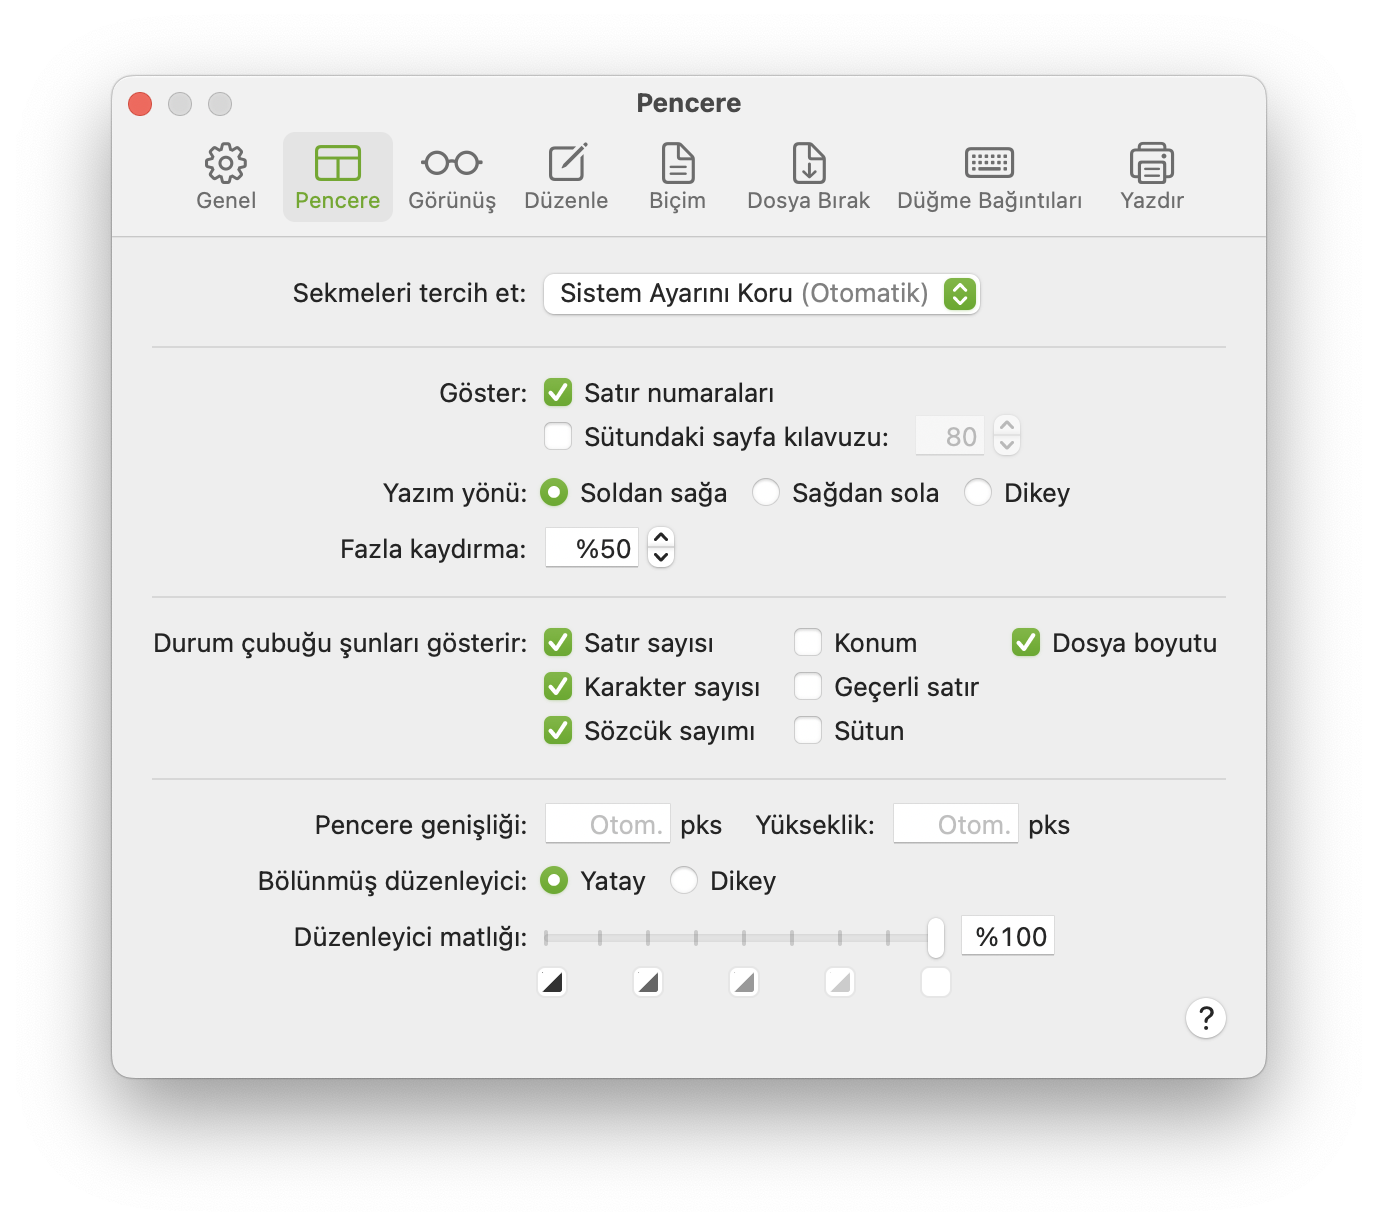 Pencere
Genel Pencere Görünüş Düzenle Biçim Dosya Bırak Düğme Bağıntıları Yazdır
Sekmeleri tercih et: Sistem Ayarını Koru (Otomatik)
Göster: Satır numaraları
Sütundaki sayfa kılavuzu: 80
Yazım yönü: Soldan sağa Sağdan sola Dikey
Fazla kaydırma: %50
Durum çubuğu şunları gösterir: Satır sayısı Konum Dosya boyutu
Karakter sayısı Geçerli satır
Sözcük sayımı Sütun
Pencere genişliği: Otom. pks Yükseklik: Otom. pks
Bölünmüş düzenleyici: Yatay Dikey
Düzenleyici matlığı: %100
?